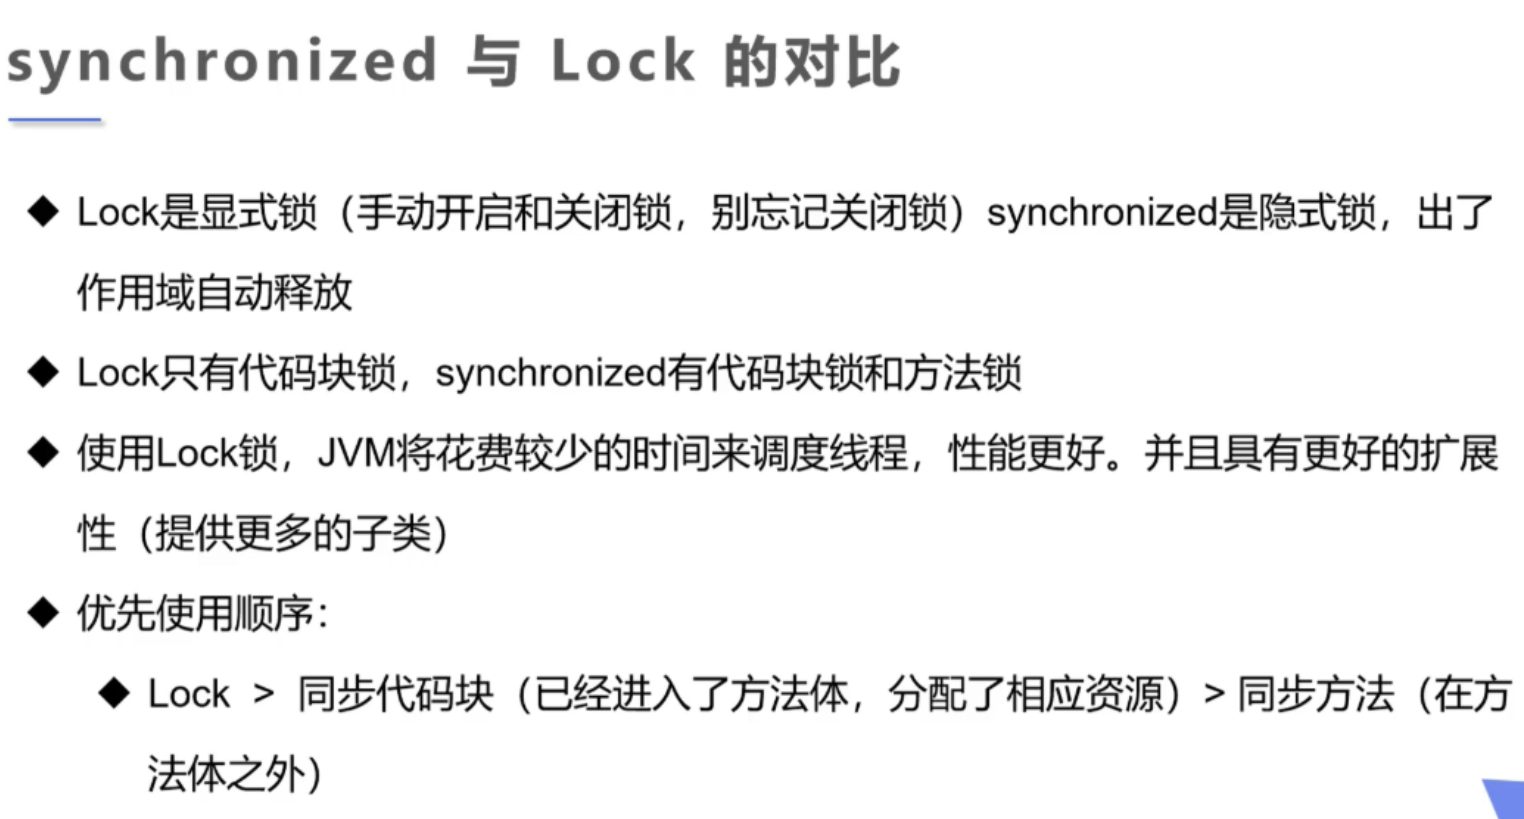 synchronized 与 Lock 的对比
◆ Lock是显式锁（手动开启和关闭锁，别忘记关闭锁）synchronized是隐式锁，出了
作用域自动释放
◆ Lock只有代码块锁，synchronized有代码块锁和方法锁
◆ 使用Lock锁，JVM将花费较少的时间来调度线程，性能更好。并且具有更好的扩展
性（提供更多的子类）
◆ 优先使用顺序：
◆ Lock > 同步代码块（已经进入了方法体，分配了相应资源）> 同步方法（在方
法体之外）